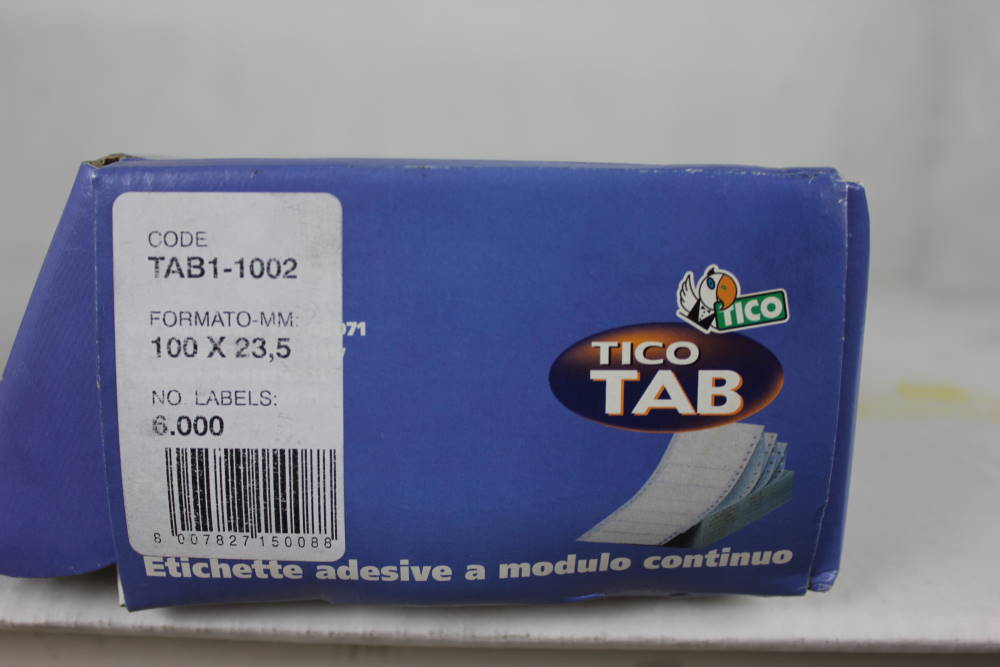 CODE
TAB1-1002
FORMATO-MM:
100 X 23,5
NO. LABELS:
6.000
8 007827 150088
071
TICO
TICO
TAB
Etichette adesive a modulo continuo